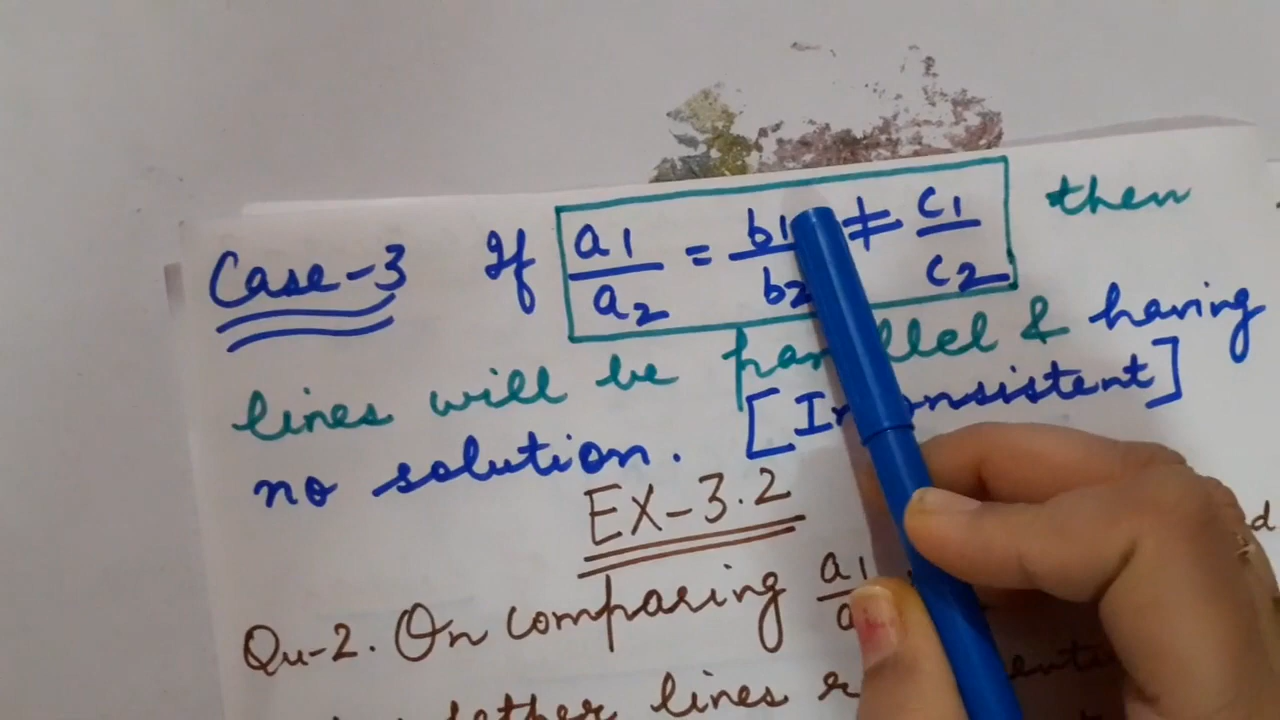 Case-3 If a1/a2 = b1/b2 ≠ c1/c2 then
lines will be parallel & having
no solution. [Inconsistent]
EX-3.2
Qu-2. On comparing a1
lines